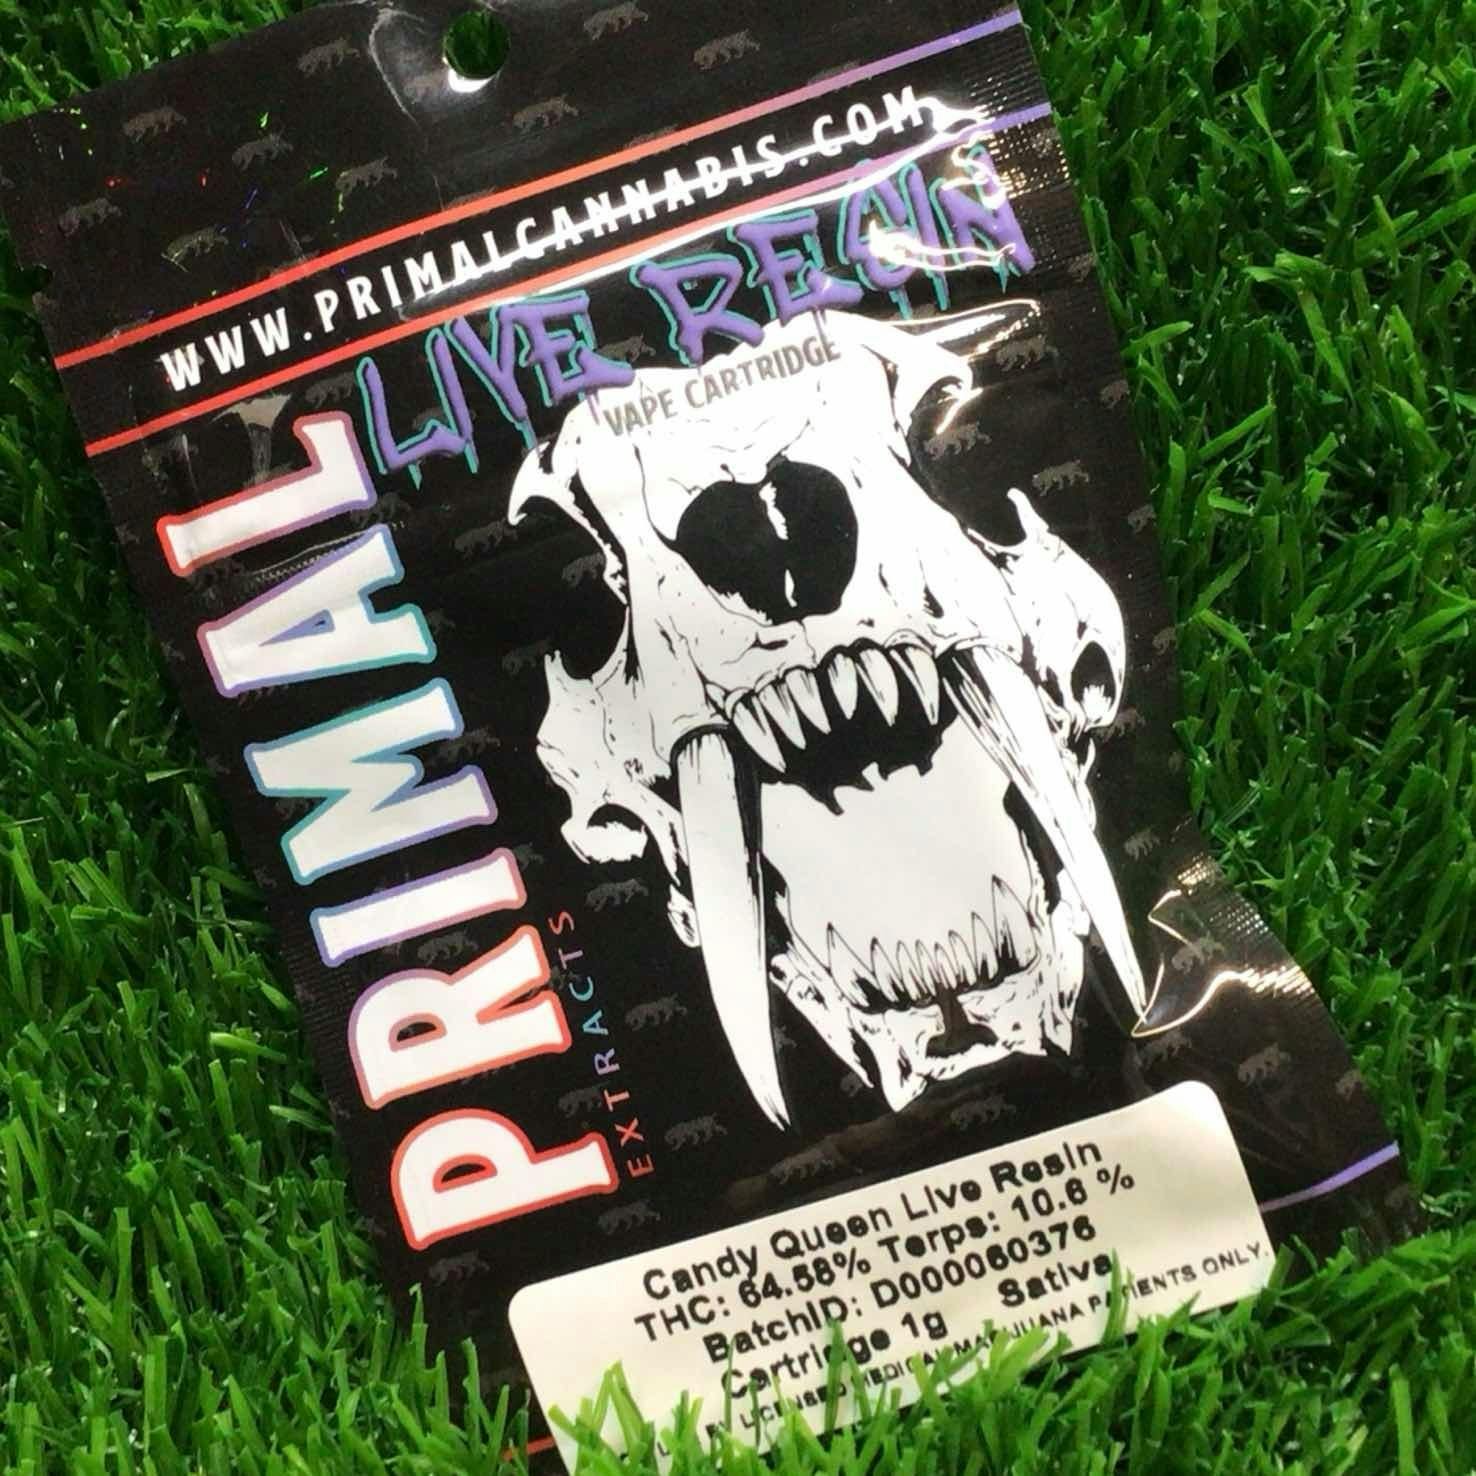 WWW.PRIMALCANNABIS.COM
LIVE RESIN
VAPE CARTRIDGE
PRIMAL
EXTRACTS
Candy Queen Live Resin
THC: 64.58% Terps: 10.6 %
BatchID: D000060376
Cartridge 1g Sativa
BY LICENSED MEDICAL MARIJUANA PATIENTS ONLY.